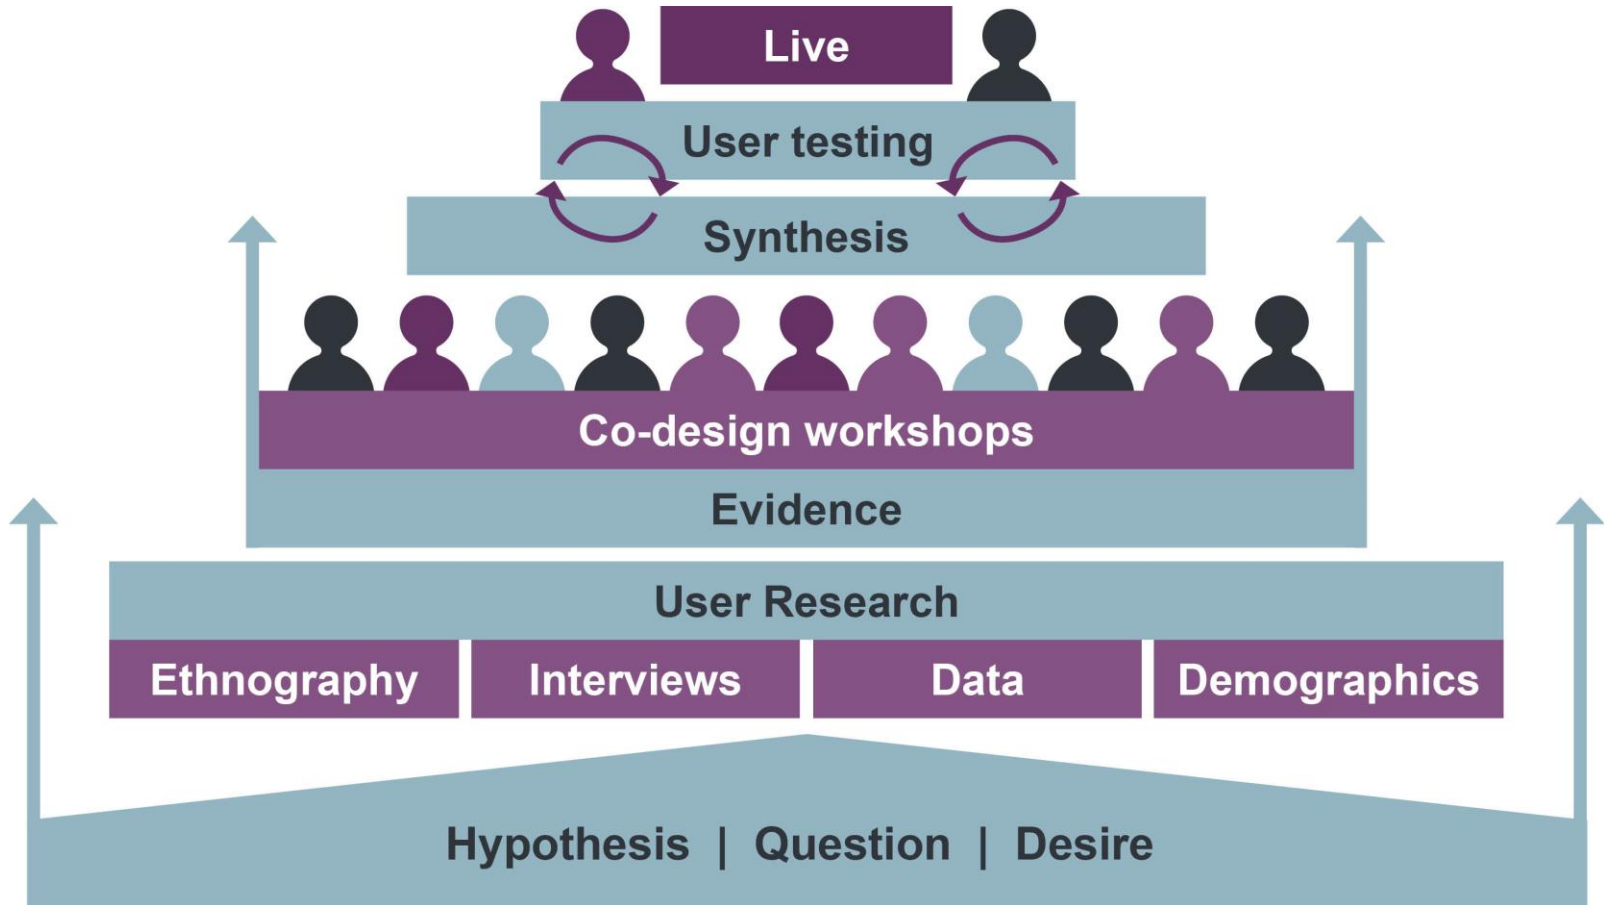 Live
User testing
Synthesis
Co-design workshops
Evidence
User Research
Ethnography
Interviews
Data
Demographics
Hypothesis | Question | Desire